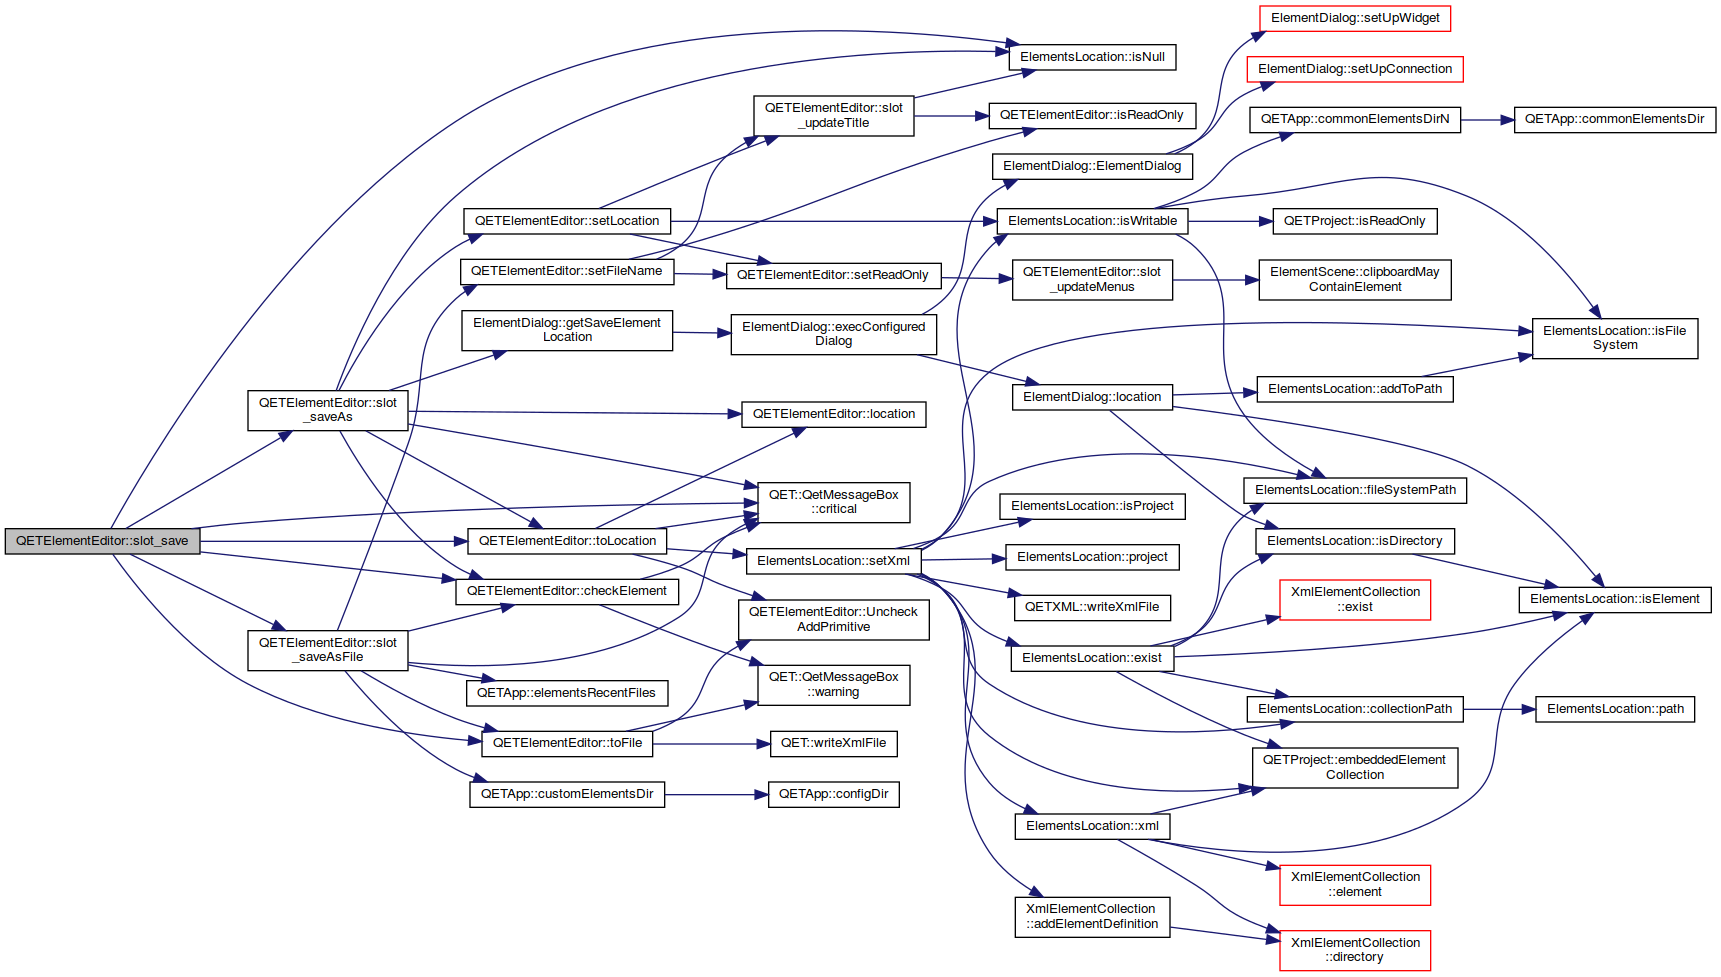 QETElementEditor::slot_save
QETElementEditor::slot
_saveAs
QETElementEditor::slot
_saveAsFile
QETElementEditor::setLocation
QETElementEditor::setFileName
ElementDialog::getSaveElement
Location
QETElementEditor::toLocation
QETElementEditor::checkElement
QETApp::elementsRecentFiles
QETElementEditor::toFile
QETApp::customElementsDir
QETElementEditor::slot
_updateTitle
QETElementEditor::setReadOnly
ElementDialog::execConfigured
Dialog
QETElementEditor::location
QET::QetMessageBox
::critical
ElementsLocation::setXml
QETElementEditor::Uncheck
AddPrimitive
QET::QetMessageBox
::warning
QET::writeXmlFile
QETApp::configDir
ElementsLocation::isNull
QETElementEditor::isReadOnly
ElementDialog::ElementDialog
ElementsLocation::isWritable
QETElementEditor::slot
_updateMenus
ElementDialog::location
ElementsLocation::isProject
ElementsLocation::project
QETXML::writeXmlFile
ElementsLocation::exist
ElementsLocation::xml
XmlElementCollection
::addElementDefinition
ElementDialog::setUpWidget
ElementDialog::setUpConnection
QETApp::commonElementsDirN
QETProject::isReadOnly
ElementScene::clipboardMay
ContainElement
ElementsLocation::addToPath
ElementsLocation::fileSystemPath
ElementsLocation::isDirectory
XmlElementCollection
::exist
ElementsLocation::collectionPath
QETProject::embeddedElement
Collection
XmlElementCollection
::element
XmlElementCollection
::directory
QETApp::commonElementsDir
ElementsLocation::isFile
System
ElementsLocation::isElement
ElementsLocation::path